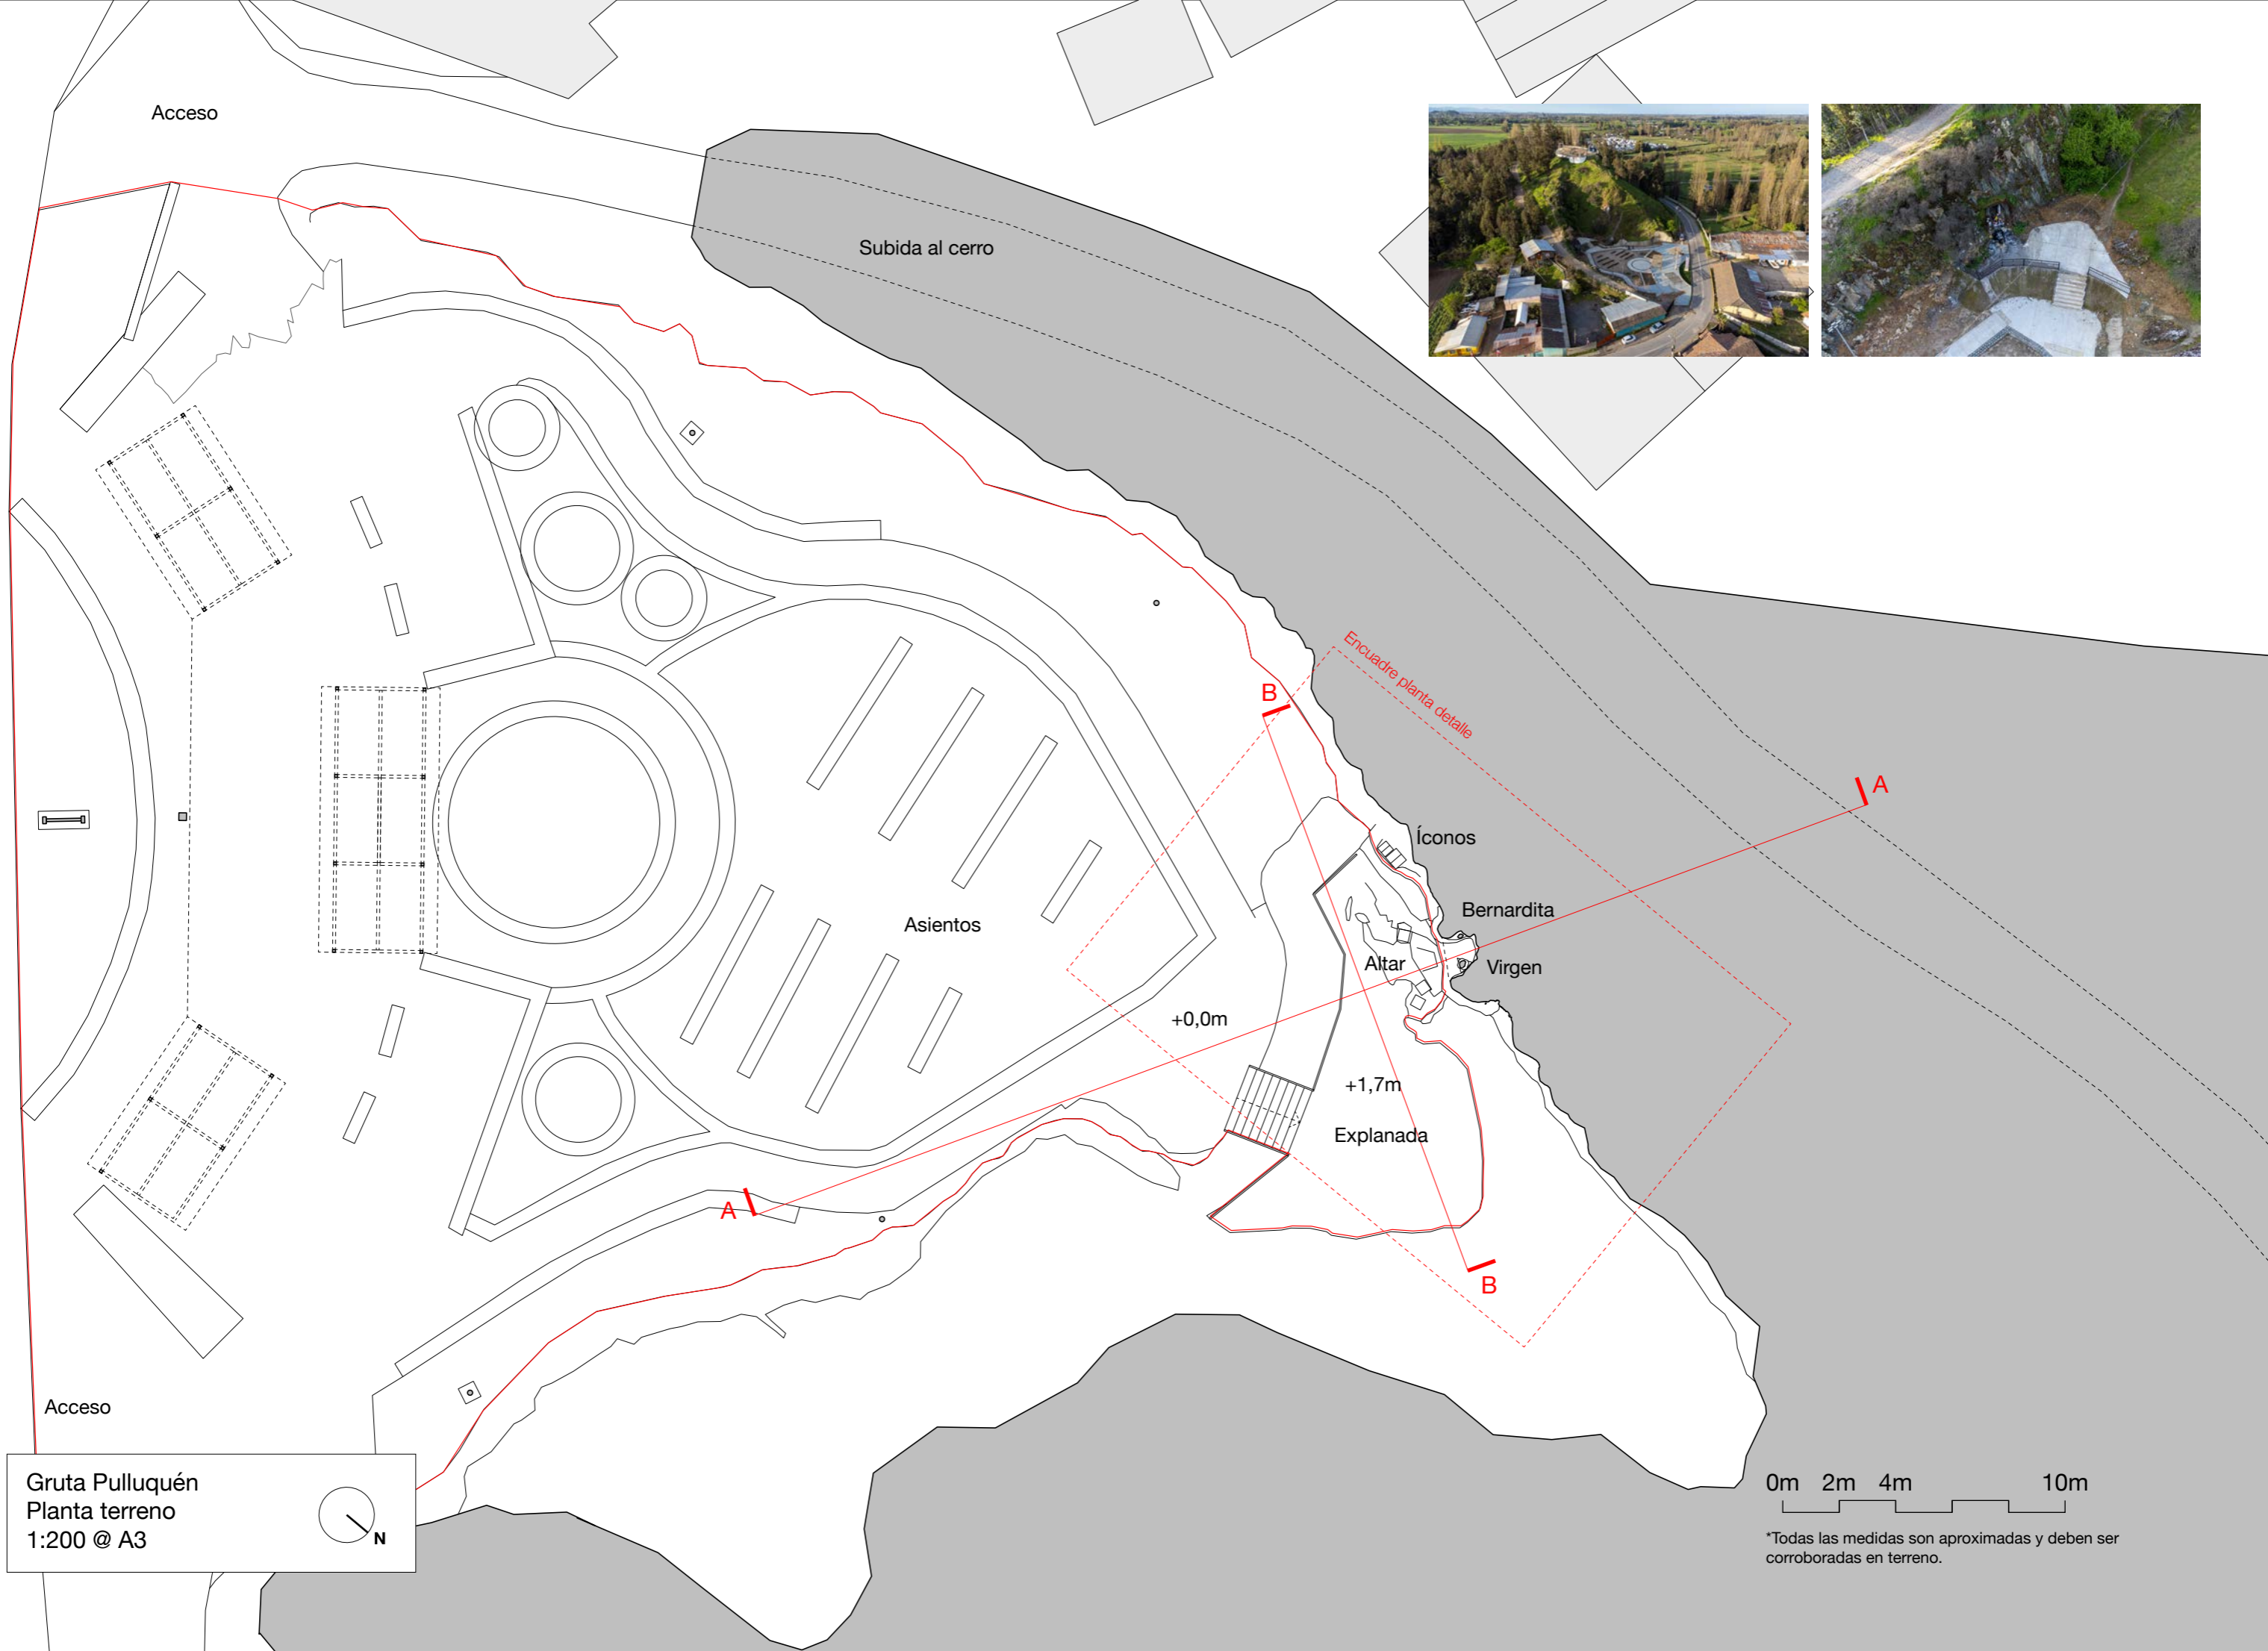 Acceso
Subida al cerro
Encuadre planta detalle
B
A
Íconos
Bernardita
Asientos
Altar
Virgen
+0,0m
+1,7m
Explanada
A
B
Acceso
Gruta Pulluquén
Planta terreno
1:200 @ A3
N
0m 2m 4m 10m
*Todas las medidas son aproximadas y deben ser
corroboradas en terreno.